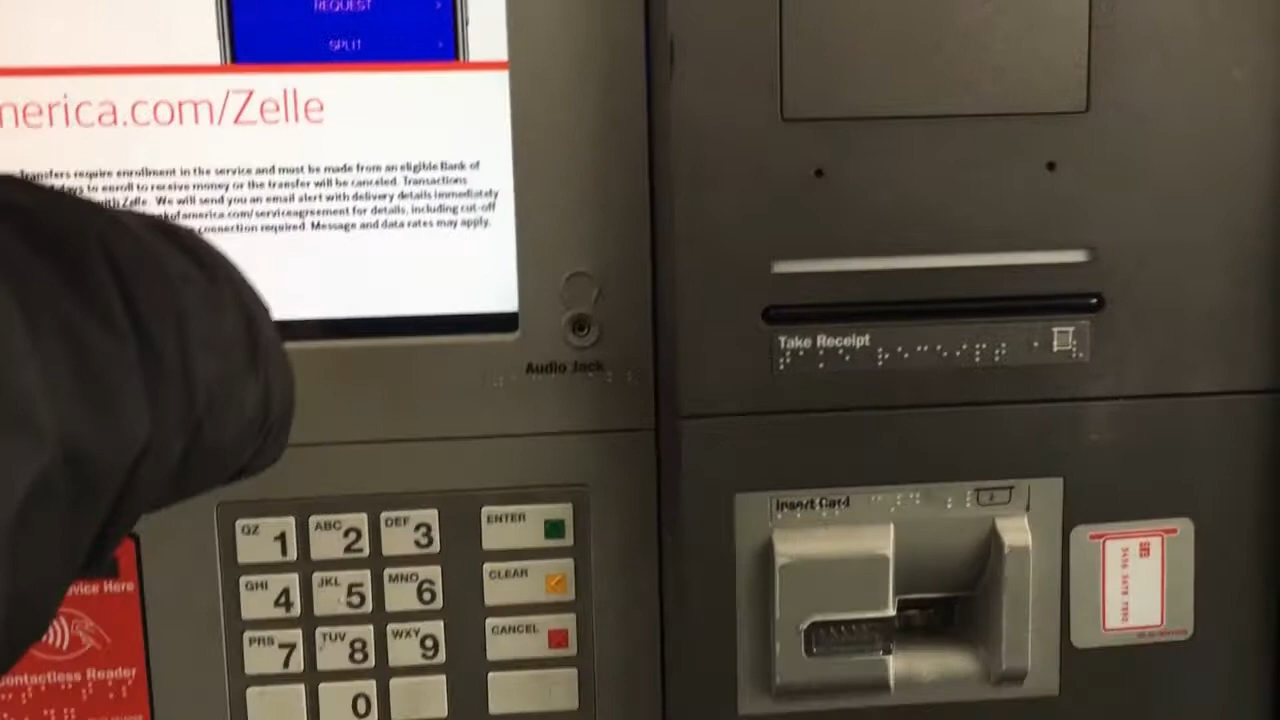 REQUEST
SPLIT
merica.com/Zelle
Transfers require enrollment in the service and must be made from an eligible Bank of
days to enroll to receive money or the transfer will be canceled. Transactions
with Zelle. We will send you an email alert with delivery details immediately
kofamerica.com/serviceagreement for details, including cut-off
connection required. Message and data rates may apply.
Audio Jack
Take Receipt
Insert Card
QZ 1 ABC 2 DEF 3 ENTER
GHI 4 JKL 5 MNO 6 CLEAR
PRS 7 TUV 8 WXY 9 CANCEL
0
vice Here
ontactless Reader